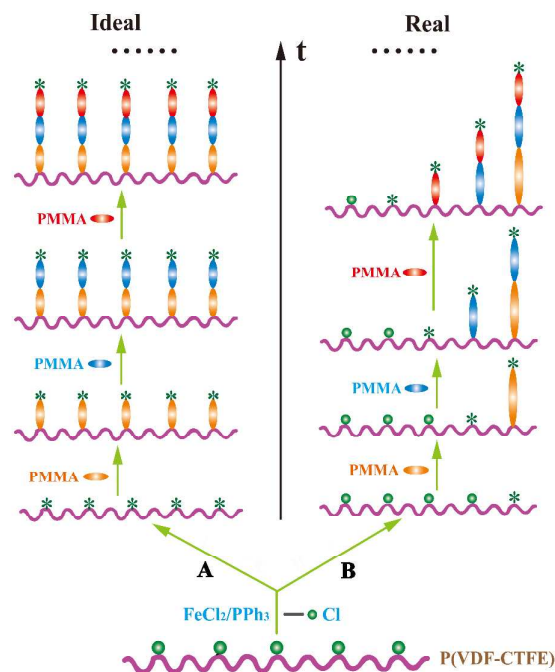 Ideal
Real
t
PMMA
PMMA
PMMA
PMMA
PMMA
PMMA
A
B
FeCl₂/PPh₃
Cl
P(VDF-CTFE)